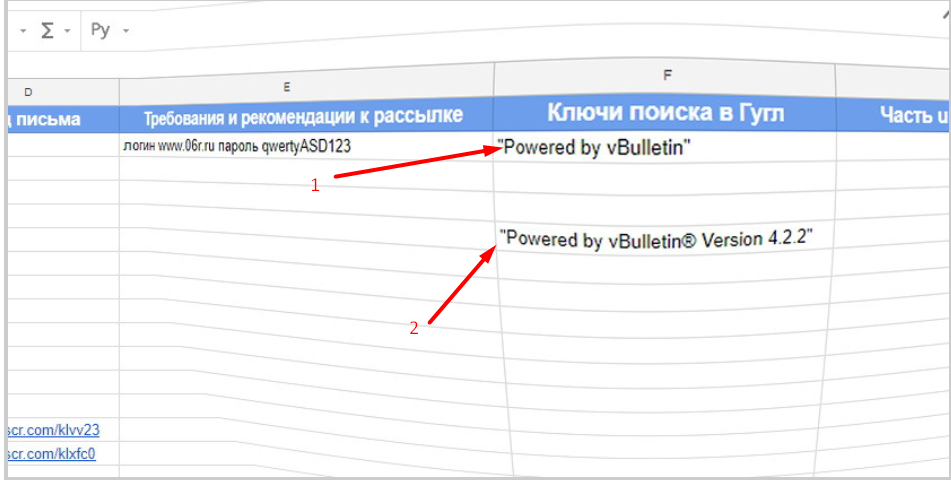 Σ Ру
D E F
ц письма Требования и рекомендации к рассылке Ключи поиска в Гугл Часть
логин www.06r.ru пароль qwertyASD123 "Powered by vBulletin"
1
"Powered by vBulletin® Version 4.2.2"
2
scr.com/klvv23
scr.com/klxfc0